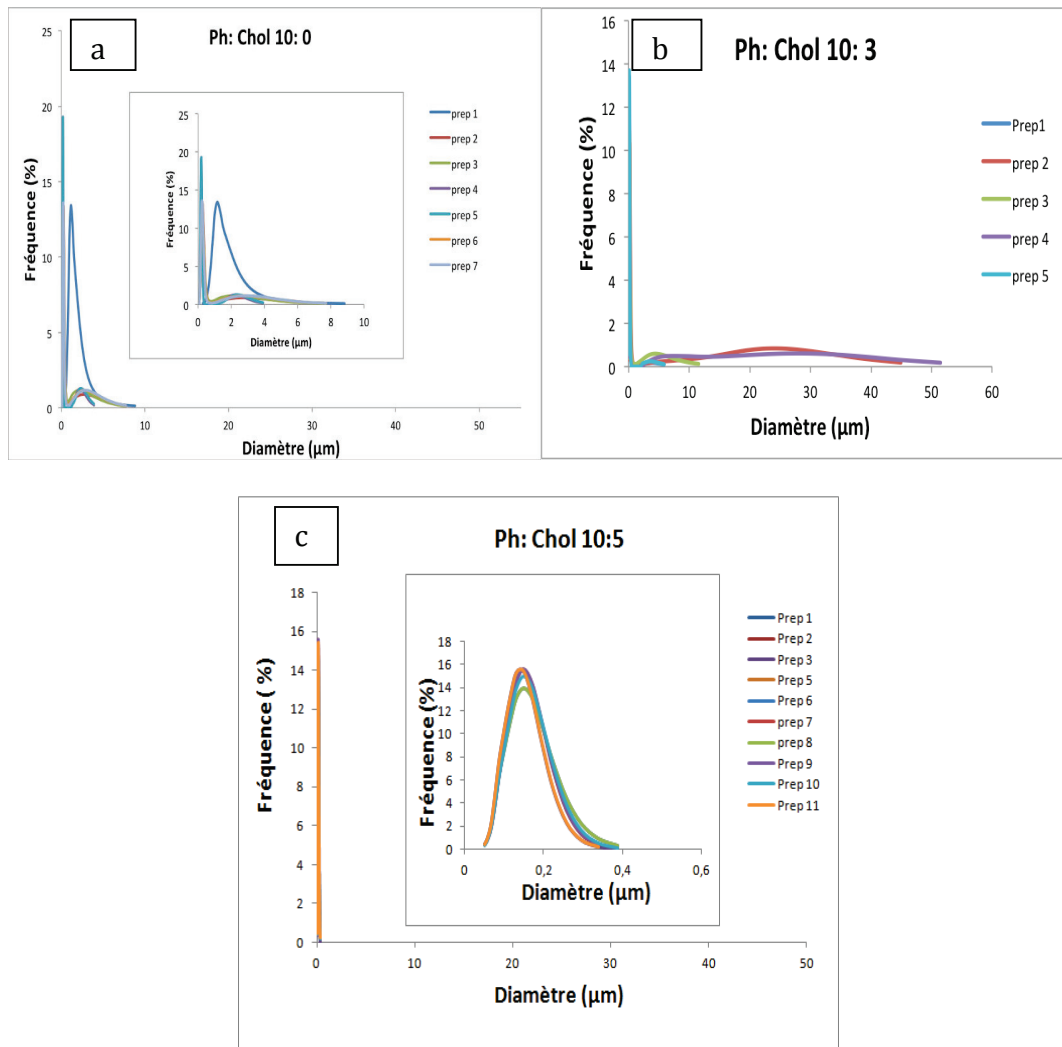 a
Ph: Chol 10: 0
Fréquence (%)
25
20
15
10
5
0
0
10
20
30
40
50
Diamètre (µm)
Fréquence (%)
25
20
15
10
5
0
0
2
4
6
8
10
Diamètre (µm)
prep 1
prep 2
prep 3
prep 4
prep 5
prep 6
prep 7
b
Ph: Chol 10: 3
Fréquence (%)
16
14
12
10
8
6
4
2
0
0
10
20
30
40
50
60
Diamètre (µm)
Prep1
prep 2
prep 3
prep 4
prep 5
c
Ph: Chol 10:5
Fréquence ( %)
18
16
14
12
10
8
6
4
2
0
0
10
20
30
40
50
Diamètre (µm)
Fréquence (%)
18
16
14
12
10
8
6
4
2
0
0
0,2
0,4
0,6
Diamètre (µm)
Prep 1
Prep 2
Prep 3
Prep 5
Prep 6
prep 7
prep 8
Prep 9
Prep 10
Prep 11